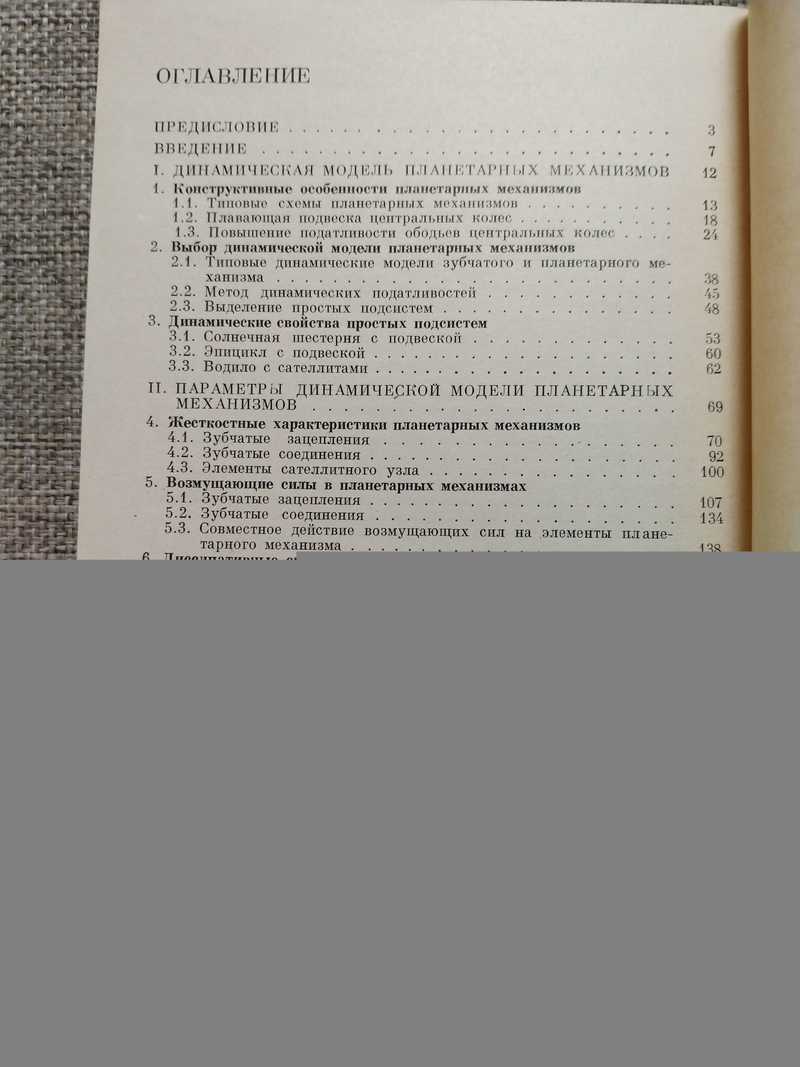 ОГЛАВЛЕНИЕ
ПРЕДИСЛОВИЕ . . . . . . . . . . . . . . . . . . . . . . . . . . . 3
ВВЕДЕНИЕ . . . . . . . . . . . . . . . . . . . . . . . . . . . . . 7
I. ДИНАМИЧЕСКАЯ МОДЕЛЬ ПЛАНЕТАРНЫХ МЕХАНИЗМОВ 12
1. Конструктивные особенности планетарных механизмов
1.1. Типовые схемы планетарных механизмов . . . . . . . . . . . 13
1.2. Плавающая подвеска центральных колес . . . . . . . . . . . 18
1.3. Повышение податливости ободьев центральных колес . . . . 24
2. Выбор динамической модели планетарных механизмов
2.1. Типовые динамические модели зубчатого и планетарного ме-
ханизма . . . . . . . . . . . . . . . . . . . . . . . . . . . . 38
2.2. Метод динамических податливостей . . . . . . . . . . . . . 45
2.3. Выделение простых подсистем . . . . . . . . . . . . . . . . 48
3. Динамические свойства простых подсистем
3.1. Солнечная шестерня с подвеской . . . . . . . . . . . . . . 53
3.2. Эпицикл с подвеской . . . . . . . . . . . . . . . . . . . . . 60
3.3. Водило с сателлитами . . . . . . . . . . . . . . . . . . . . . 62
II. ПАРАМЕТРЫ ДИНАМИЧЕСКОЙ МОДЕЛИ ПЛАНЕТАРНЫХ
МЕХАНИЗМОВ . . . . . . . . . . . . . . . . . . . . . . . . . . 69
4. Жесткостные характеристики планетарных механизмов
4.1. Зубчатые зацепления . . . . . . . . . . . . . . . . . . . . . 70
4.2. Зубчатые соединения . . . . . . . . . . . . . . . . . . . . . 92
4.3. Элементы сателлитного узла . . . . . . . . . . . . . . . . . 100
5. Возмущающие силы в планетарных механизмах
5.1. Зубчатые зацепления . . . . . . . . . . . . . . . . . . . . . 107
5.2. Зубчатые соединения . . . . . . . . . . . . . . . . . . . . . 134
5.3. Совместное действие возмущающих сил на элементы плане-
тарного механизма . . . . . . . . . . . . . . . . . . . . . . 138
6.